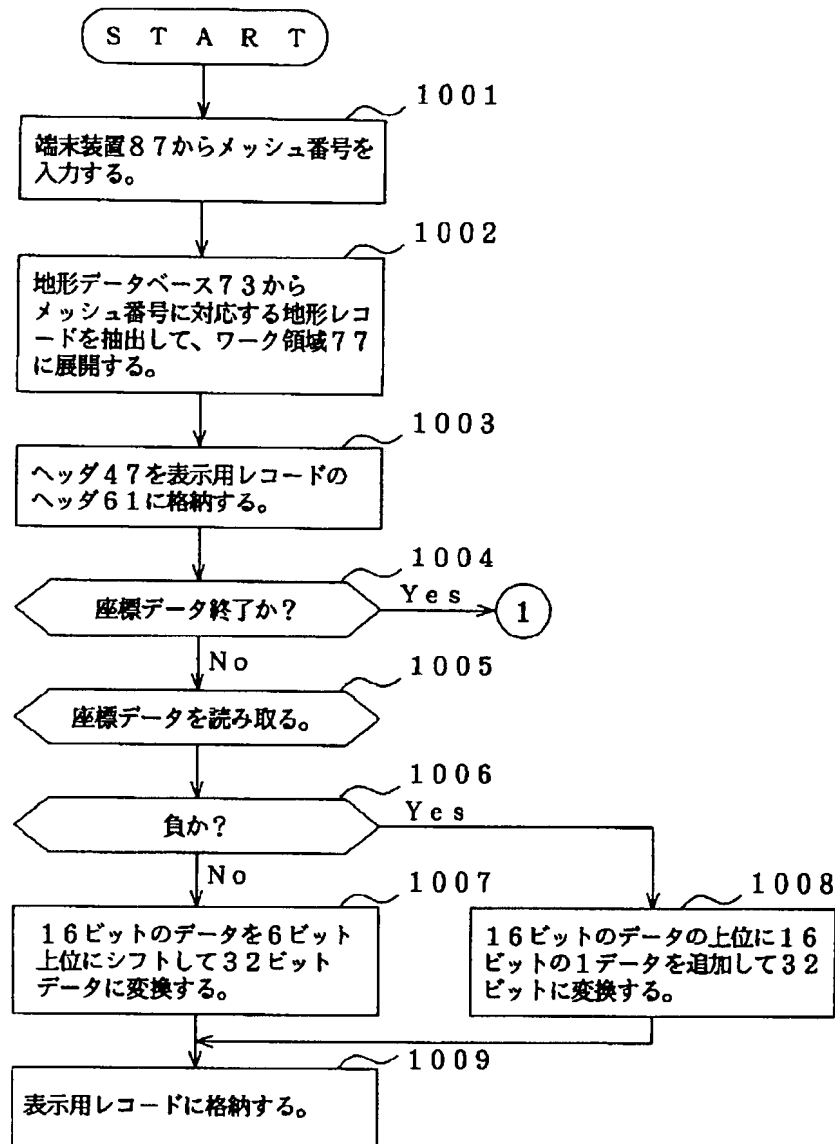 ＳＴＡＲＴ
１００１
端末装置８７からメッシュ番号を
入力する。
１００２
地形データベース７３から
メッシュ番号に対応する地形レコ
ードを抽出して、ワーク領域７７
に展開する。
１００３
ヘッダ４７を表示用レコードの
ヘッダ６１に格納する。
１００４
座標データ終了か？
Ｙｅｓ
１
Ｎｏ
１００５
座標データを読み取る。
１００６
負か？
Ｙｅｓ
Ｎｏ
１００７
１６ビットのデータを６ビット
上位にシフトして３２ビット
データに変換する。
１００８
１６ビットのデータの上位に１６
ビットの１データを追加して３２
ビットに変換する。
１００９
表示用レコードに格納する。